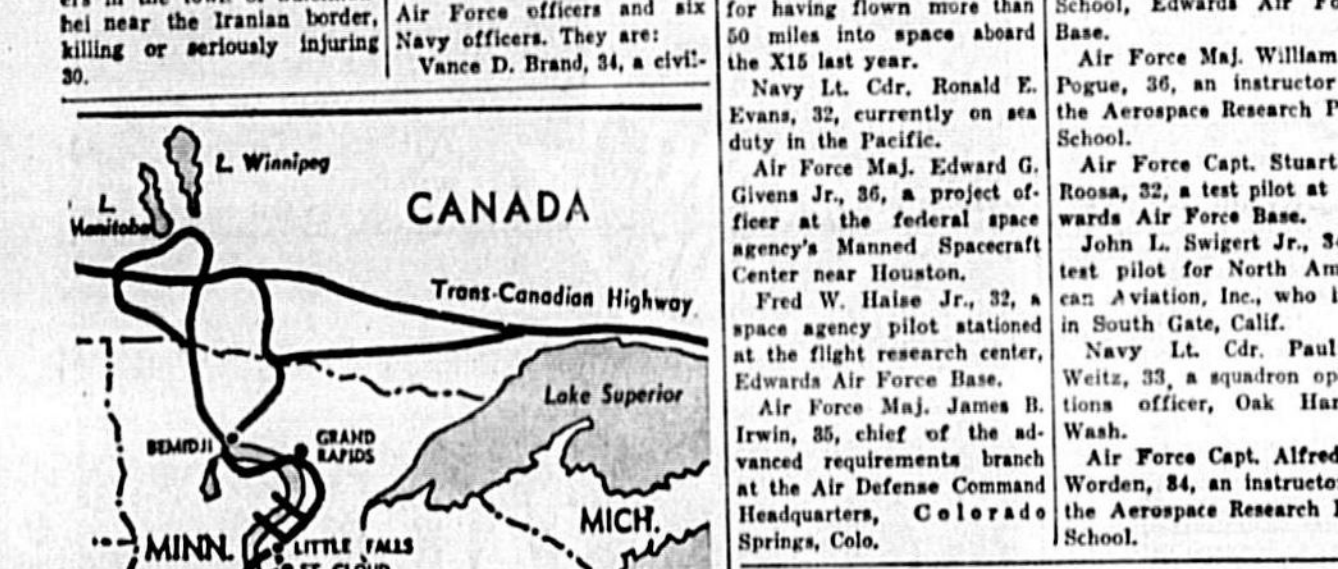 hel near the Iranian border,
killing or seriously injuring
30.
Air Force officers and six
Navy officers. They are:
Vance D. Brand, 34, a civil-
L. Winnipeg
L.
Manitoba
CANADA
Trans-Canadian Highway
Lake Superior
BEMIDJI
GRAND
RAPIDS
MICH.
MINN.
LITTLE FALLS
ST. CLOUD
for having flown more than
50 miles into space aboard
the X15 last year.
Navy Lt. Cdr. Ronald E.
Evans, 32, currently on sea
duty in the Pacific.
Air Force Maj. Edward G.
Givens Jr., 36, a project of-
ficer at the federal space
agency's Manned Spacecraft
Center near Houston.
Fred W. Haise Jr., 32, a
space agency pilot stationed
at the flight research center,
Edwards Air Force Base.
Air Force Maj. James B.
Irwin, 35, chief of the ad-
vanced requirements branch
at the Air Defense Command
Headquarters, Colorado
Springs, Colo.
School, Edwards Air
Base.
Air Force Maj. William
Pogue, 36, an instructor
the Aerospace Research P
School.
Air Force Capt. Stuart
Roosa, 32, a test pilot at
wards Air Force Base.
John L. Swigert Jr., 3
test pilot for North Am
can Aviation, Inc., who
in South Gate, Calif.
Navy Lt. Cdr. Paul
Weitz, 33, a squadron op
tions officer, Oak Har
Wash.
Air Force Capt. Alfred
Worden, 34, an instructo
the Aerospace Research
School.